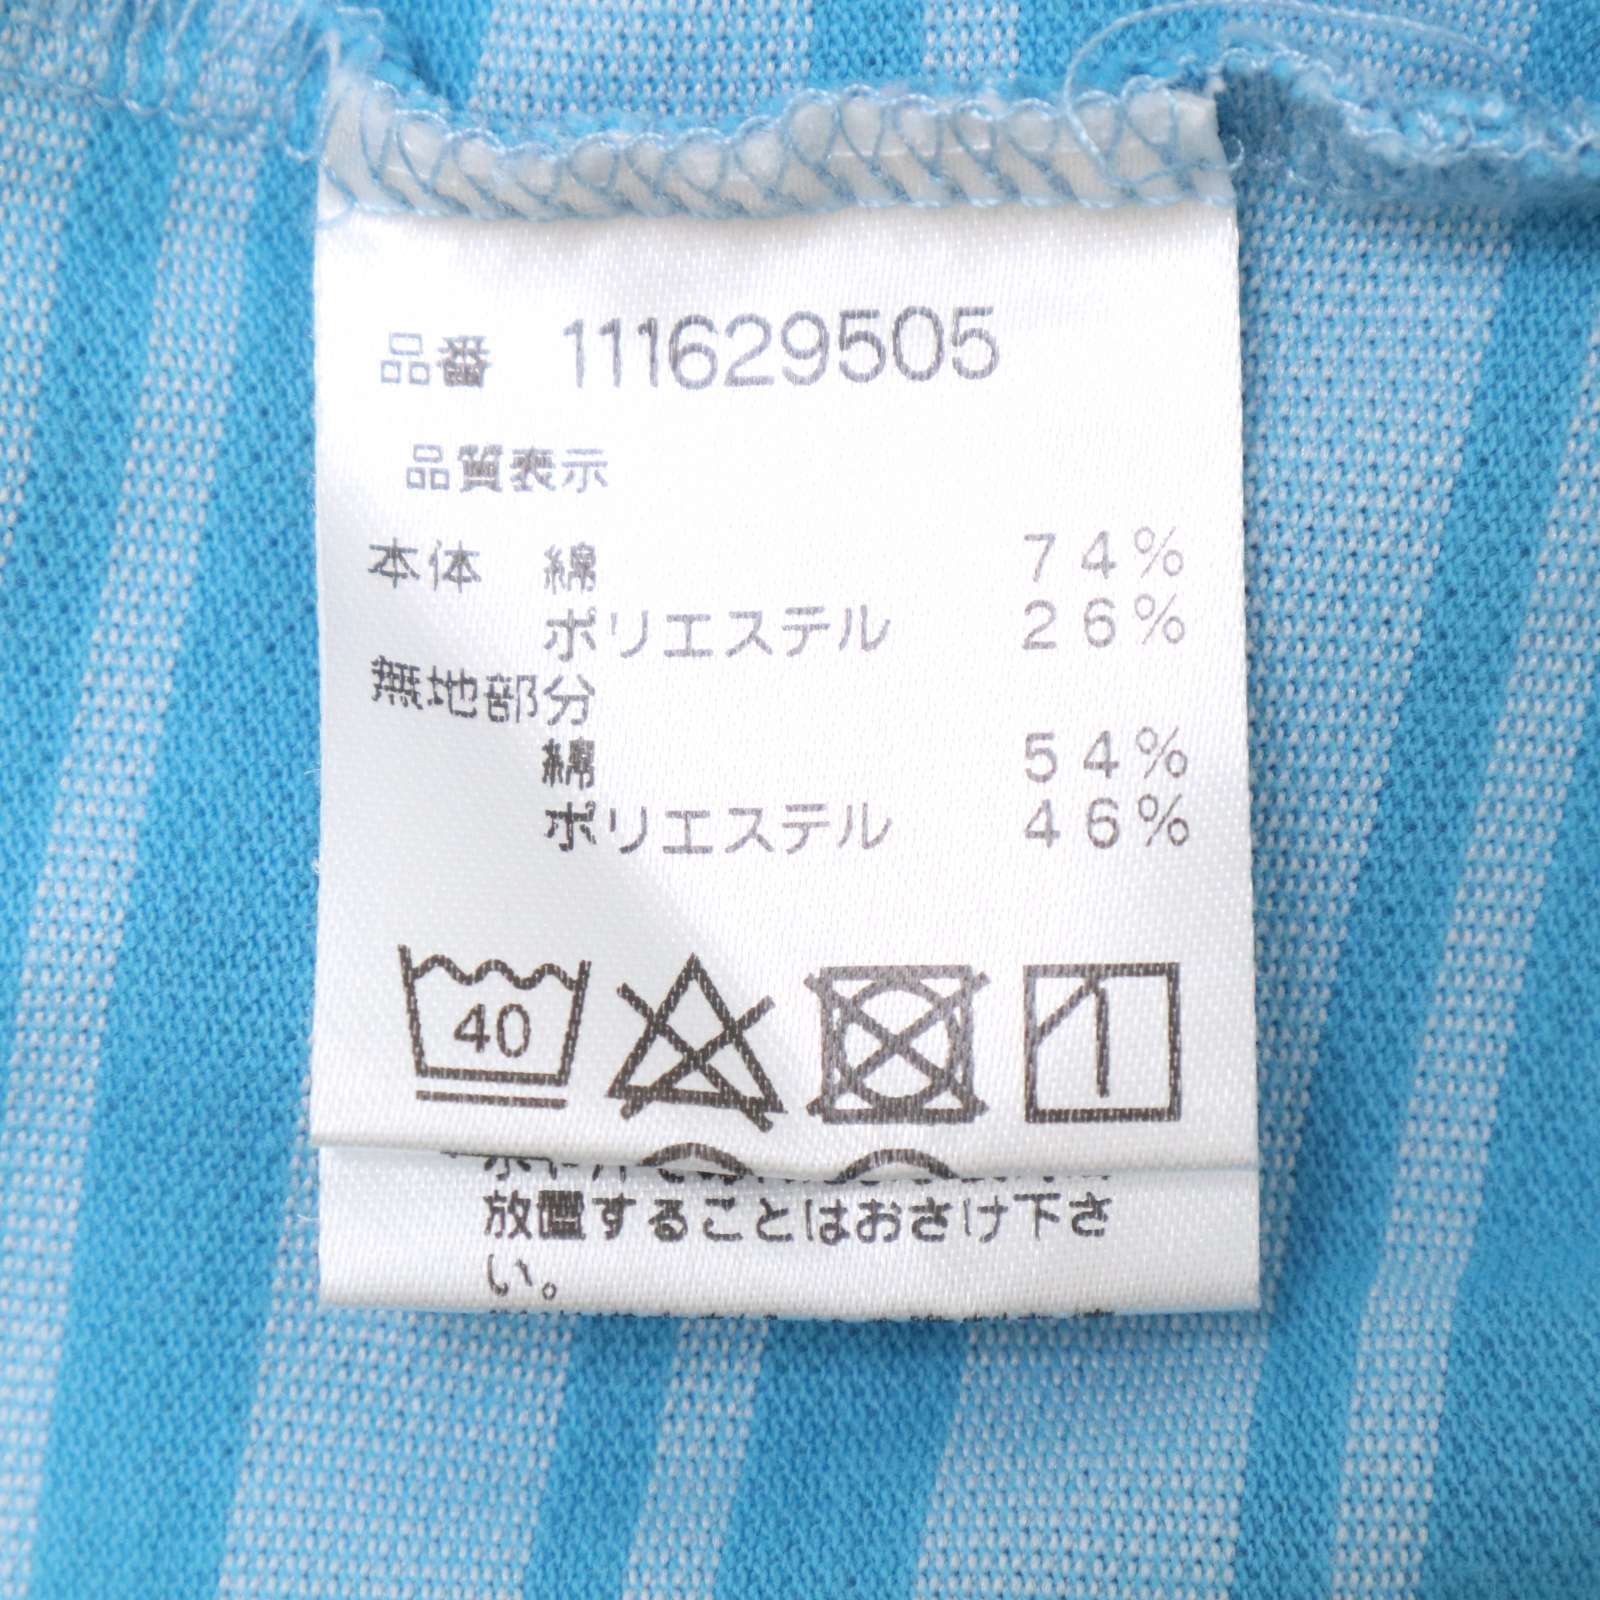 品番 111629505
品質表示
本体 綿 74%
ポリエステル 26%
無地部分
綿 54%
ポリエステル 46%
40
放置することはおさけ下さ
い。